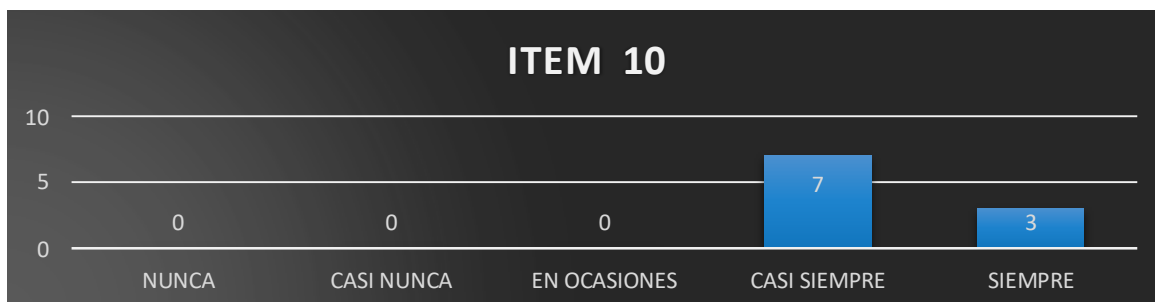 ITEM 10
10
5
0
0 0 0 7 3
NUNCA CASI NUNCA EN OCASIONES CASI SIEMPRE SIEMPRE